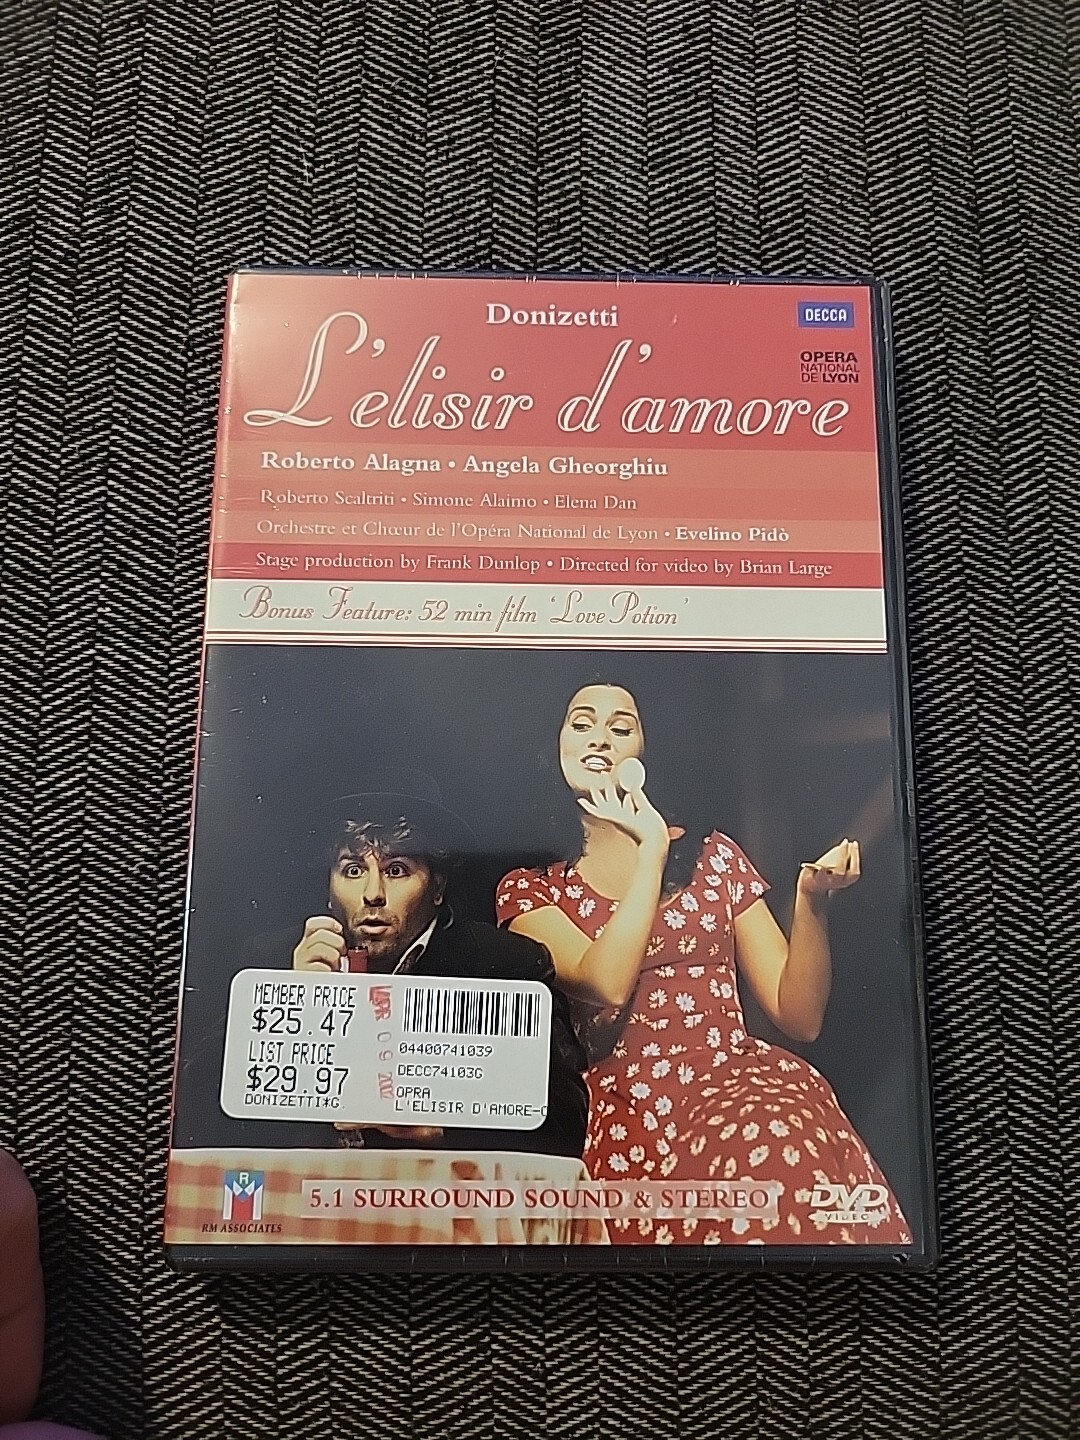 Donizetti
DECCA
L'elisir d'amore
OPERA
NATIONAL
DE LYON
Roberto Alagna • Angela Gheorghiu
Roberto Scaltriti • Simone Alaimo • Elena Dan
Orchestre et Chœur de l'Opéra National de Lyon • Evelino Pidò
Stage production by Frank Dunlop • Directed for video by Brian Large
Bonus Feature: 52 min film 'Love Potion'
MEMBER PRICE
$25.47
LIST PRICE
$29.97
DONIZETTI*G.
04400741039
DECC74103G
OPRA
L'ELISIR D'AMORE-
R
M
RM ASSOCIATES
5.1 SURROUND SOUND & STEREO
DVD
VIDEO